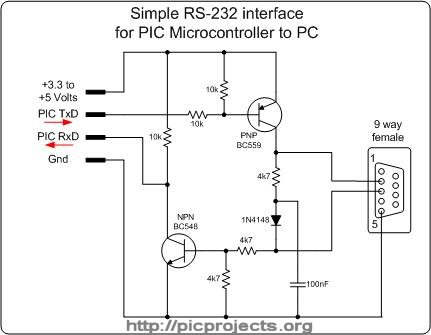 Simple RS-232 interface
for PIC Microcontroller to PC
+3.3 to
+5 Volts
PIC TxD
PIC RxD
Gnd
10k
10k
10k
PNP
BC559
9 way
female
1
5
4k7
1N4148
NPN
BC548
4k7
4k7
100nF
http://picprojects.org